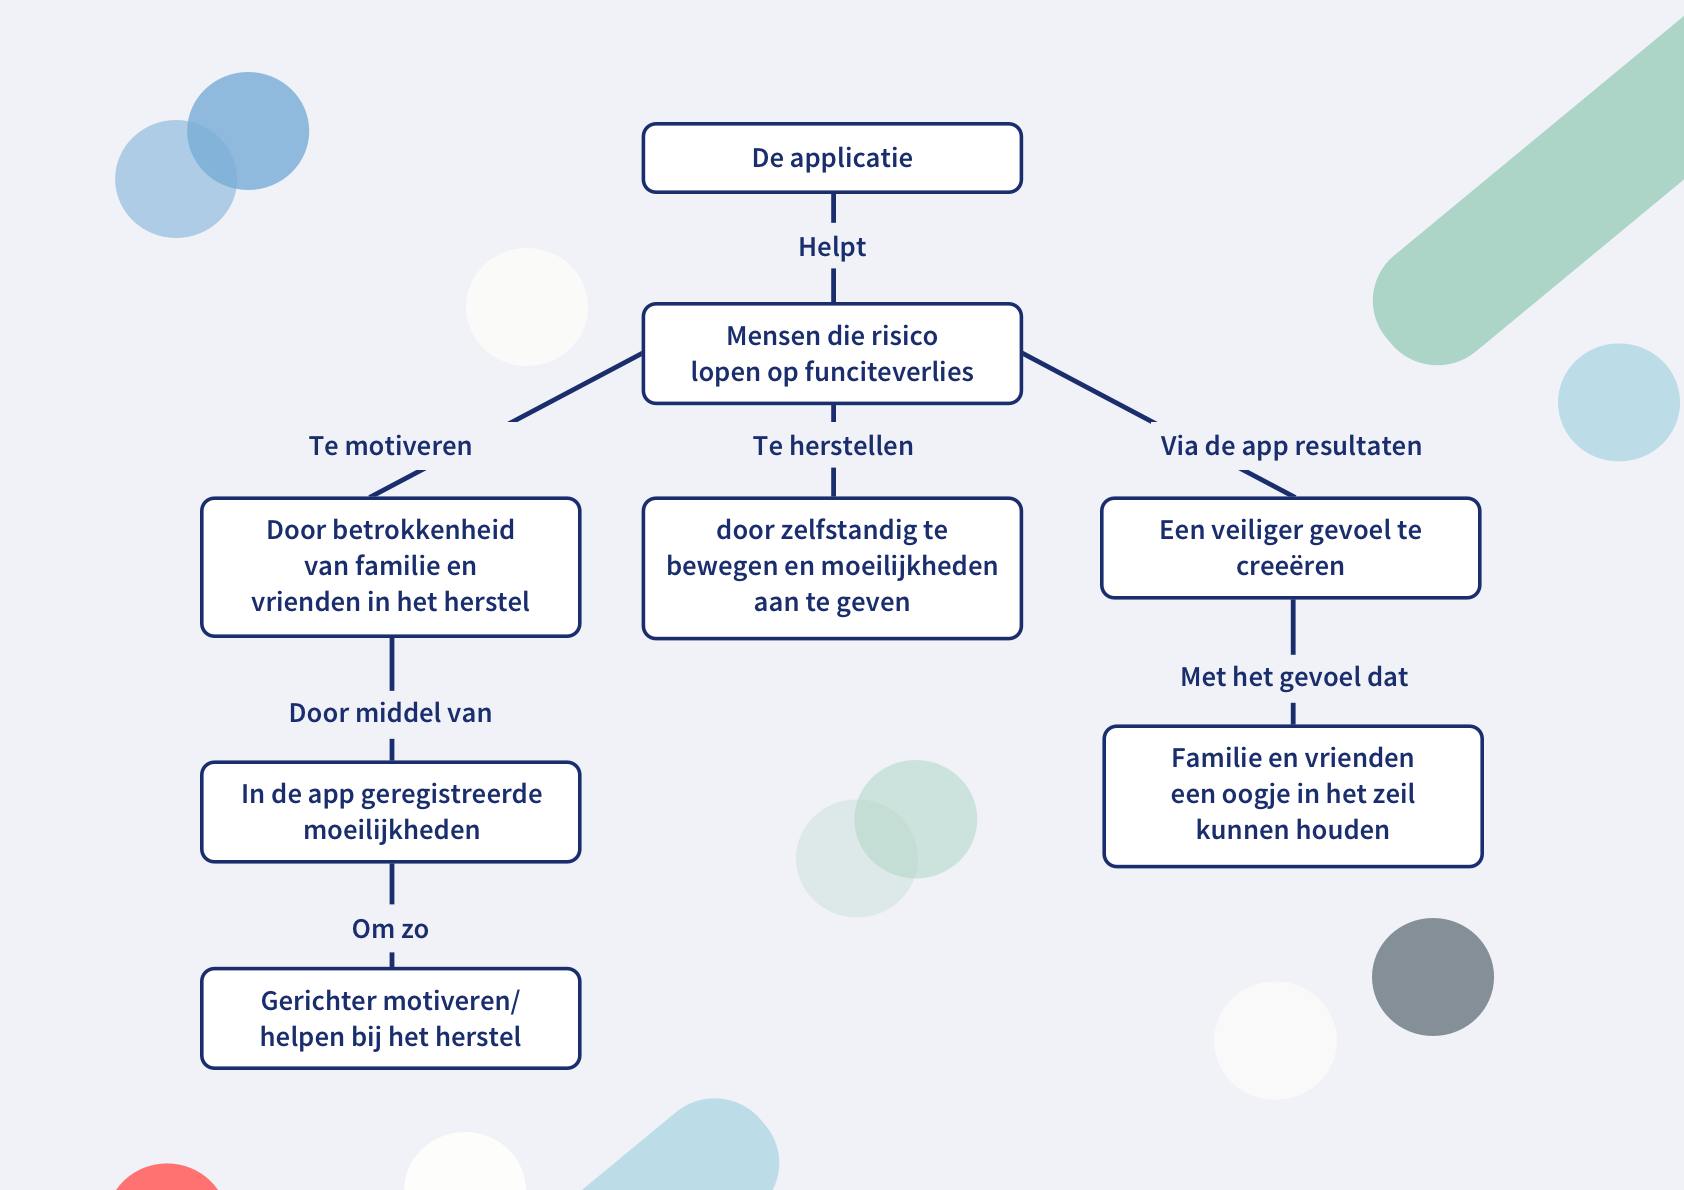 De applicatie
Helpt
Mensen die risico
lopen op funciteverlies
Te motiveren
Te herstellen
Via de app resultaten
Door betrokkenheid
van familie en
vrienden in het herstel
door zelfstandig te
bewegen en moeilijkheden
aan te geven
Een veiliger gevoel te
creeëren
Door middel van
Met het gevoel dat
In de app geregistreerde
moeilijkheden
Familie en vrienden
een oogje in het zeil
kunnen houden
Om zo
Gerichter motiveren/
helpen bij het herstel